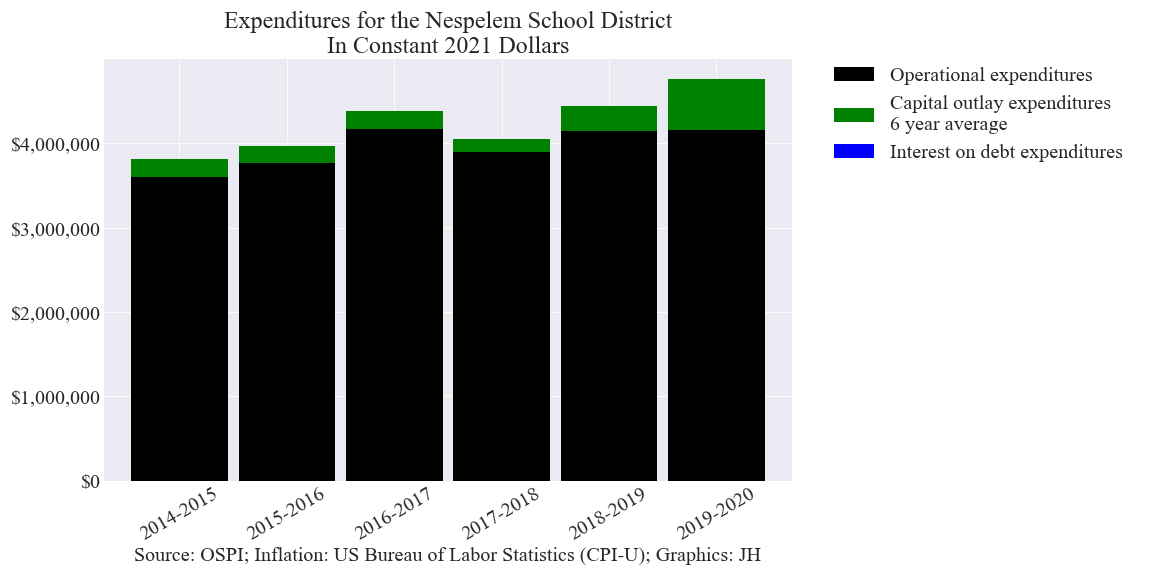 Expenditures for the Nespelem School District
In Constant 2021 Dollars
Operational expenditures
Capital outlay expenditures
6 year average
Interest on debt expenditures
$4,000,000
$3,000,000
$2,000,000
$1,000,000
$0
2014-2015
2015-2016
2016-2017
2017-2018
2018-2019
2019-2020
Source: OSPI; Inflation: US Bureau of Labor Statistics (CPI-U); Graphics: JH